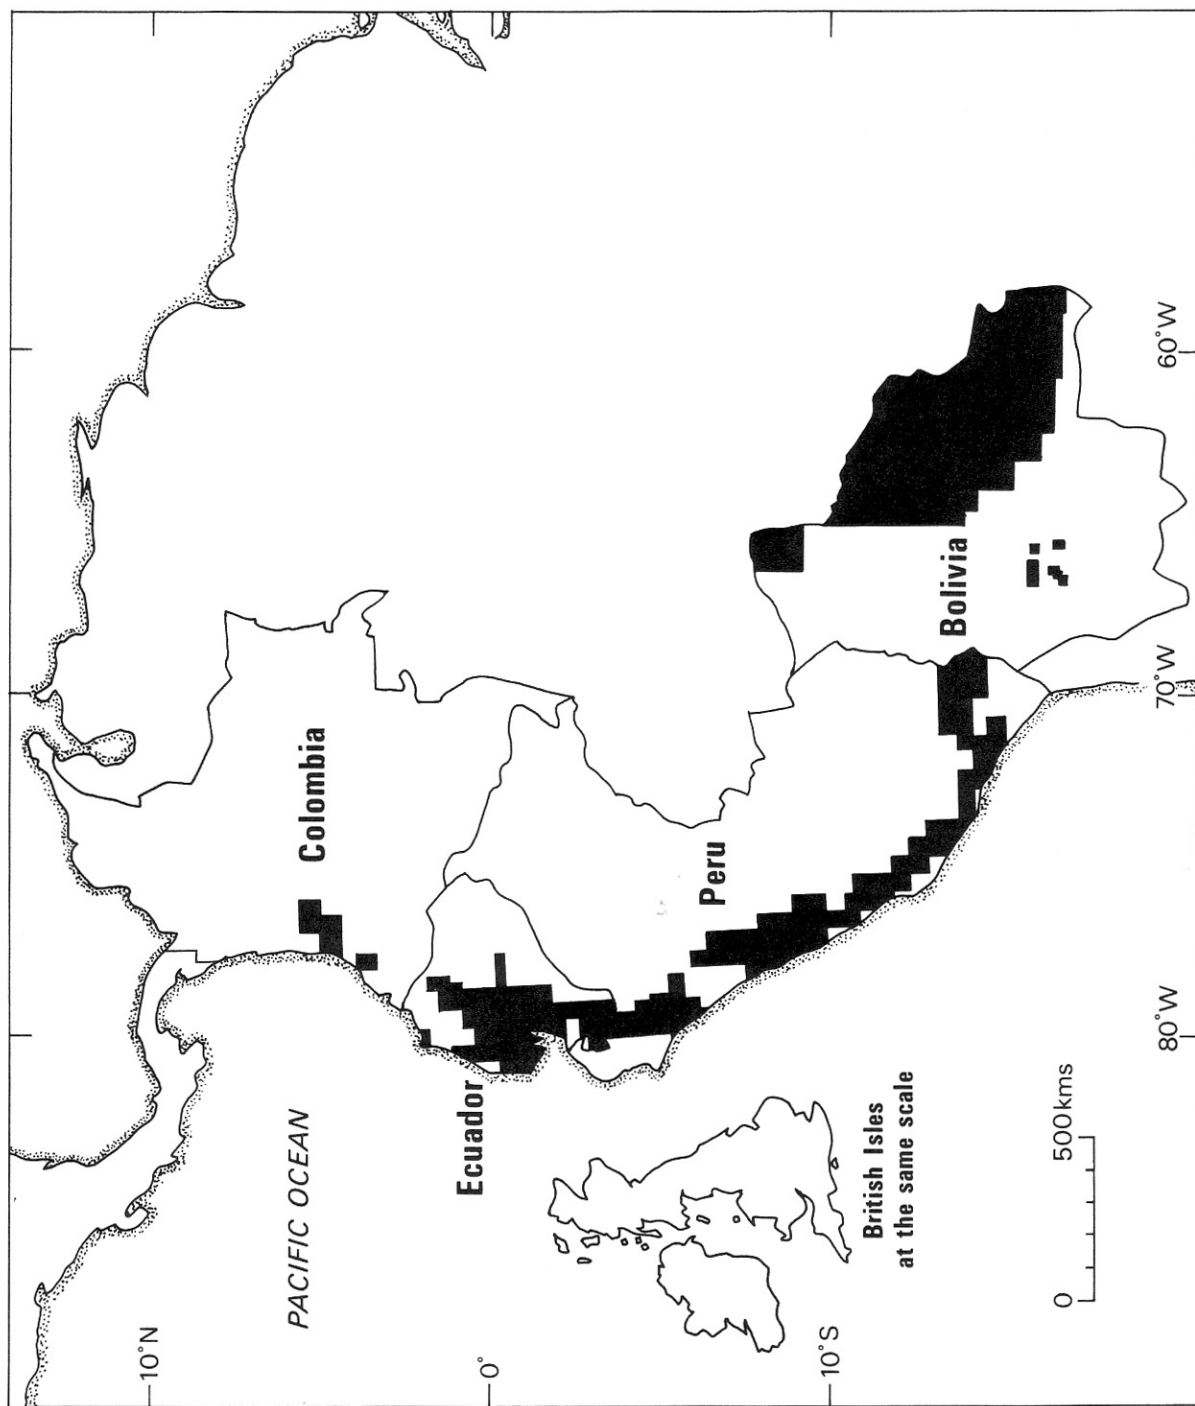 10°N
0°
10°S
80°W
70°W
60°W
PACIFIC OCEAN
Colombia
Ecuador
Peru
Bolivia
British Isles
at the same scale
0
500kms